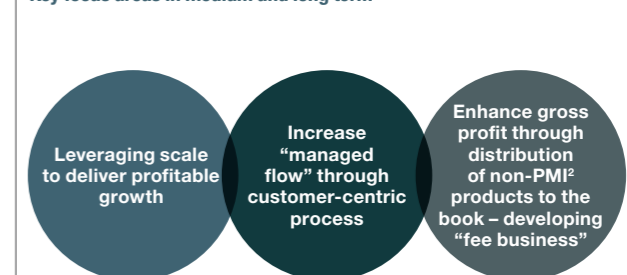 Key focus areas in medium and long term
Leveraging scale
to deliver profitable
growth
Increase
“managed
flow” through
customer-centric
process
Enhance gross
profit through
distribution
of non-PMI²
products to the
book – developing
“fee business”